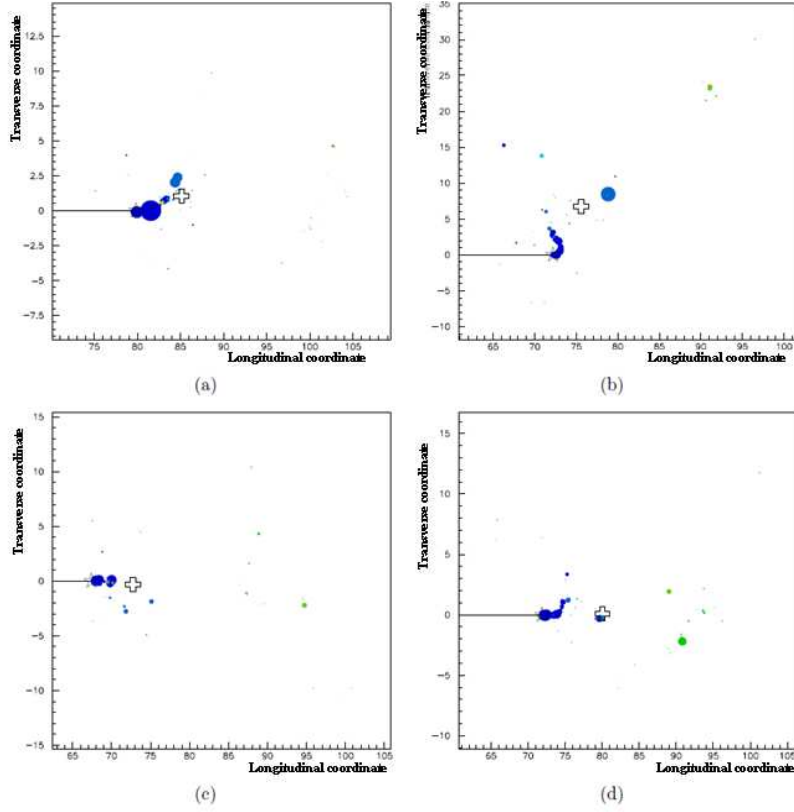 Transverse coordinate
12.5
10
7.5
5
2.5
0
−2.5
−5
−7.5
75 80 85 90 95 100 105
Longitudinal coordinate
(a)
Transverse coordinate
35
30
25
20
15
10
5
0
−5
−10
65 70 75 80 85 90 95 100
Longitudinal coordinate
(b)
Transverse coordinate
15
10
5
0
−5
−10
−15
65 70 75 80 85 90 95 100 105
Longitudinal coordinate
(c)
Transverse coordinate
15
10
5
0
−5
−10
65 70 75 80 85 90 95 100 105
Longitudinal coordinate
(d)